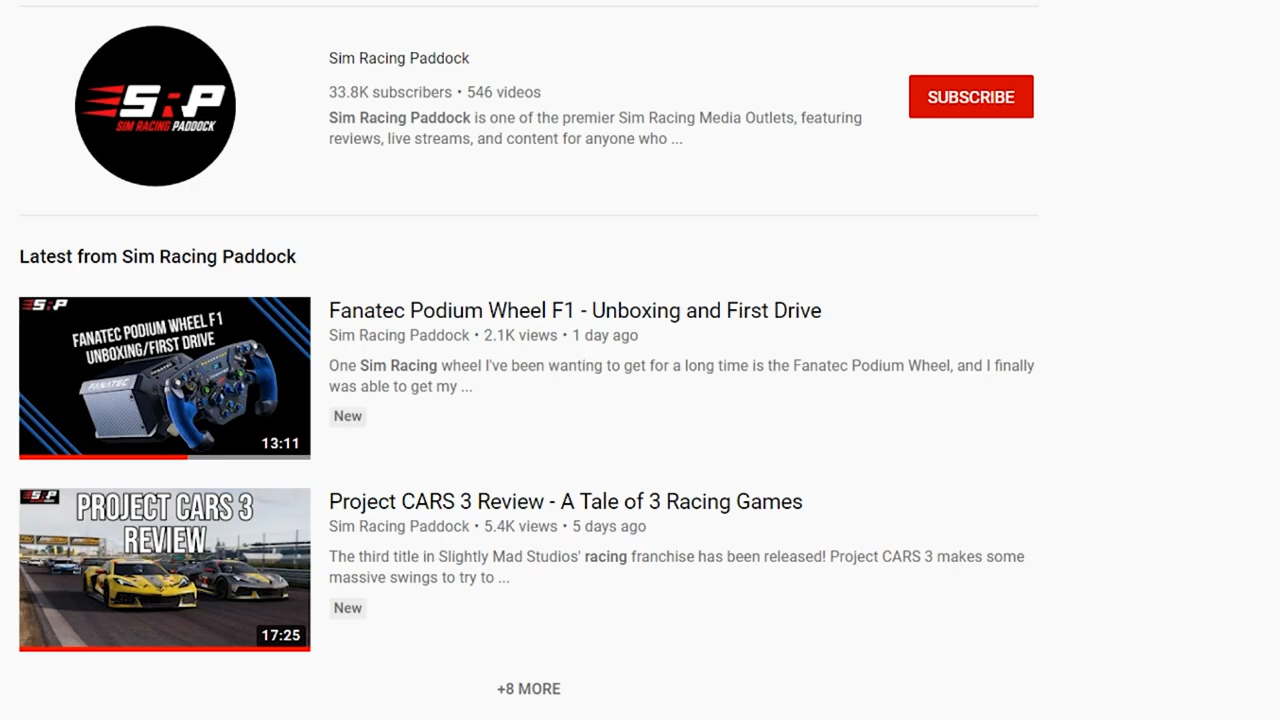 Sim Racing Paddock
33.8K subscribers • 546 videos
SUBSCRIBE
Sim Racing Paddock is one of the premier Sim Racing Media Outlets, featuring
reviews, live streams, and content for anyone who ...
SRP
SIM RACING PADDOCK
Latest from Sim Racing Paddock
SRP
FANATEC PODIUM WHEEL F1
UNBOXING/FIRST DRIVE
FANATEC
13:11
Fanatec Podium Wheel F1 - Unboxing and First Drive
Sim Racing Paddock • 2.1K views • 1 day ago
One Sim Racing wheel I've been wanting to get for a long time is the Fanatec Podium Wheel, and I finally
was able to get my ...
New
SRP
PROJECT CARS 3
REVIEW
17:25
Project CARS 3 Review - A Tale of 3 Racing Games
Sim Racing Paddock • 5.4K views • 5 days ago
The third title in Slightly Mad Studios' racing franchise has been released! Project CARS 3 makes some
massive swings to try to ...
New
+8 MORE